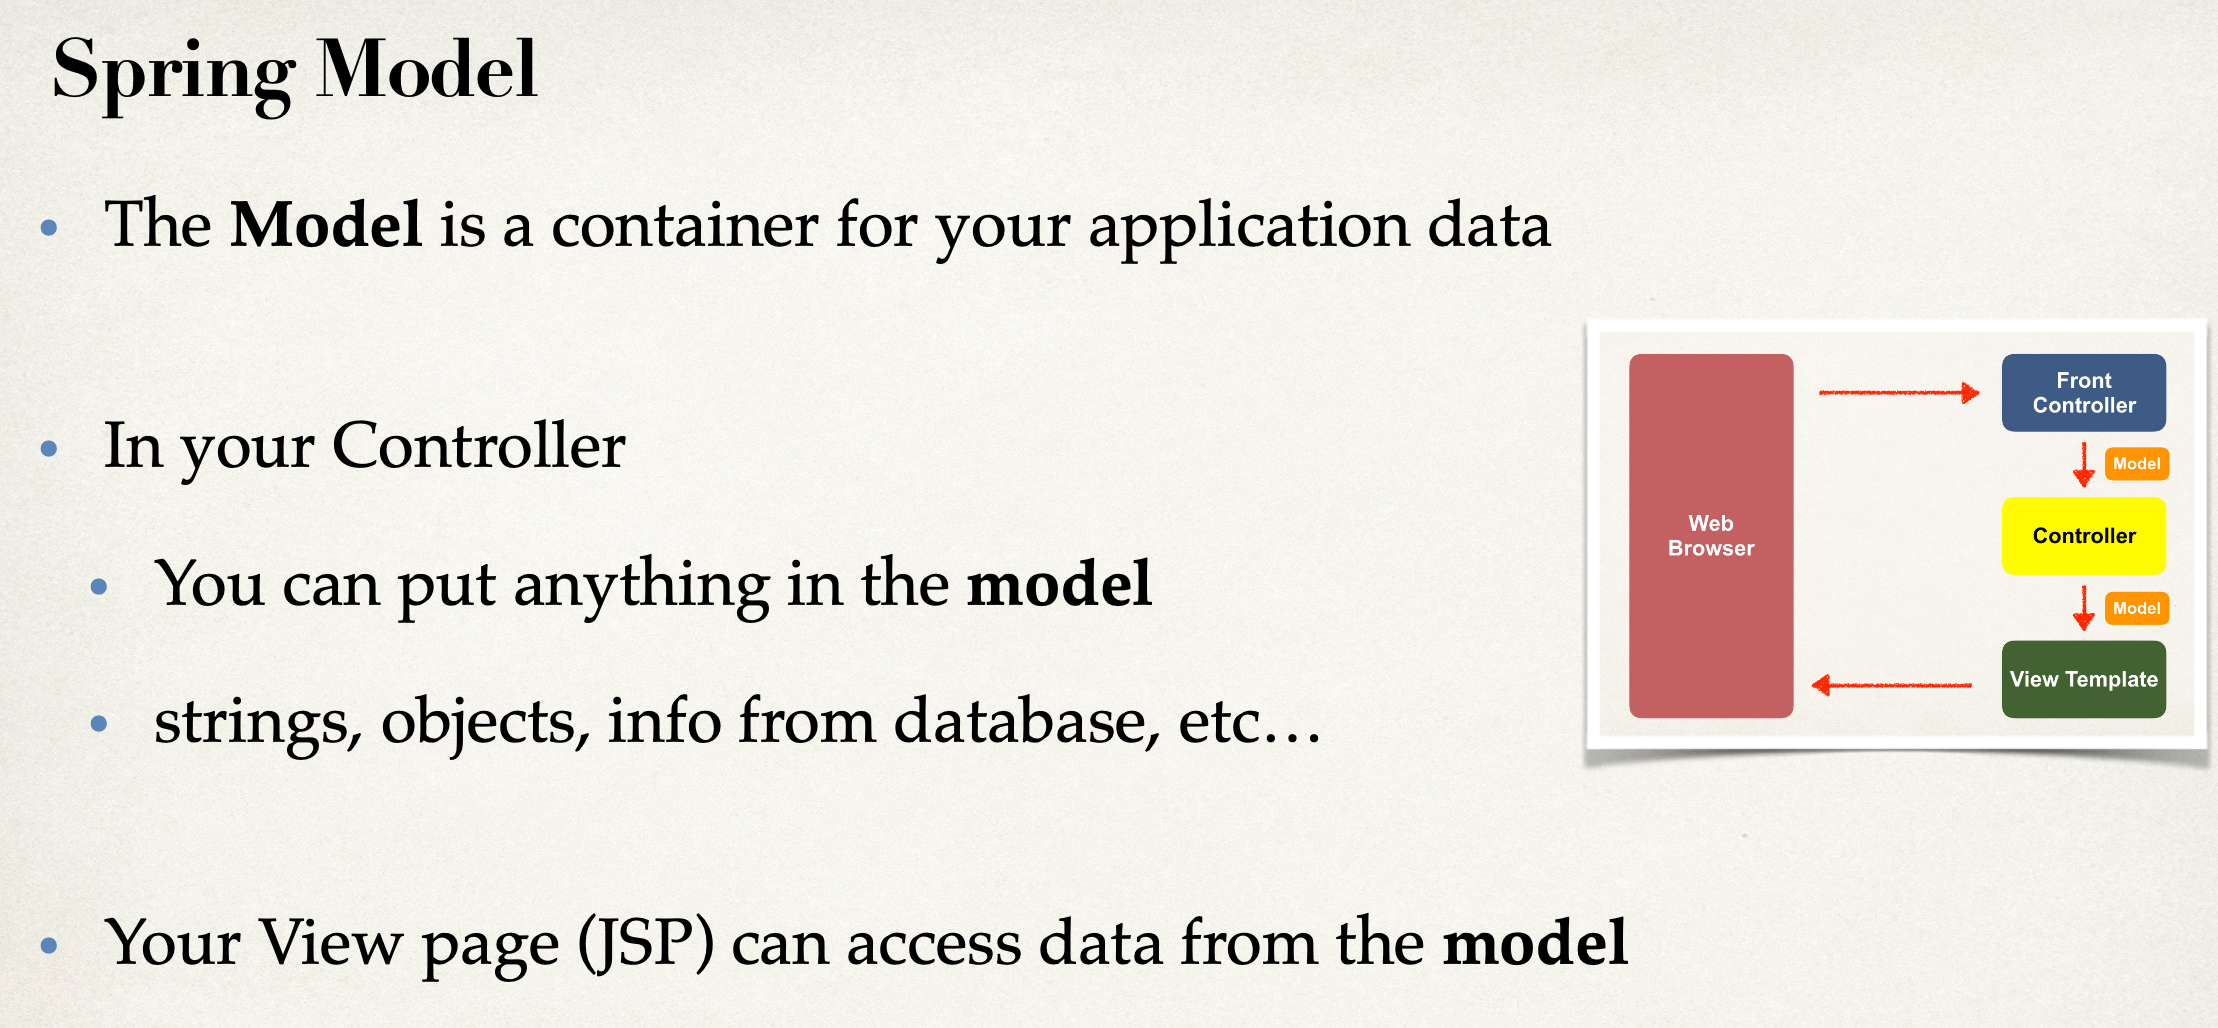 Spring Model
• The Model is a container for your application data
• In your Controller
• You can put anything in the model
• strings, objects, info from database, etc…
• Your View page (JSP) can access data from the model
Web
Browser
Front
Controller
Model
Controller
Model
View Template